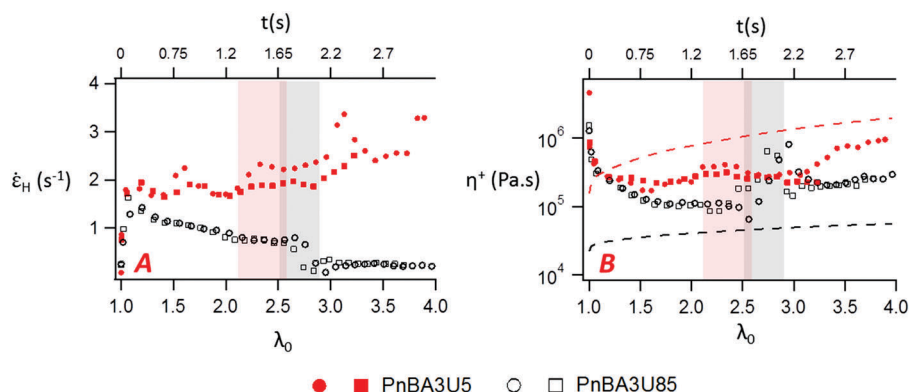 t(s)
0 0.75 1.2 1.65 2.2 2.7
4
3
2
1
ε̇H (s⁻¹)
A
1.0 1.5 2.0 2.5 3.0 3.5 4.0
λ0
t(s)
0 0.75 1.2 1.65 2.2 2.7
10⁶
10⁵
10⁴
η⁺ (Pa.s)
B
1.0 1.5 2.0 2.5 3.0 3.5 4.0
λ0
PnBA3U5 PnBA3U85